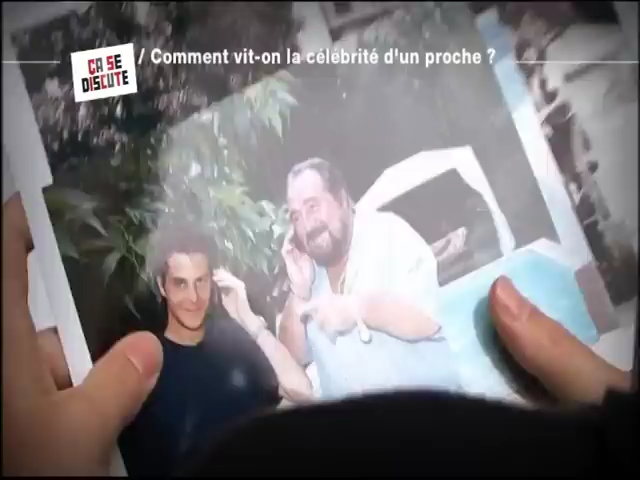 ÇA SE
DISCUTE
/ Comment vit-on la célébrité d'un proche ?